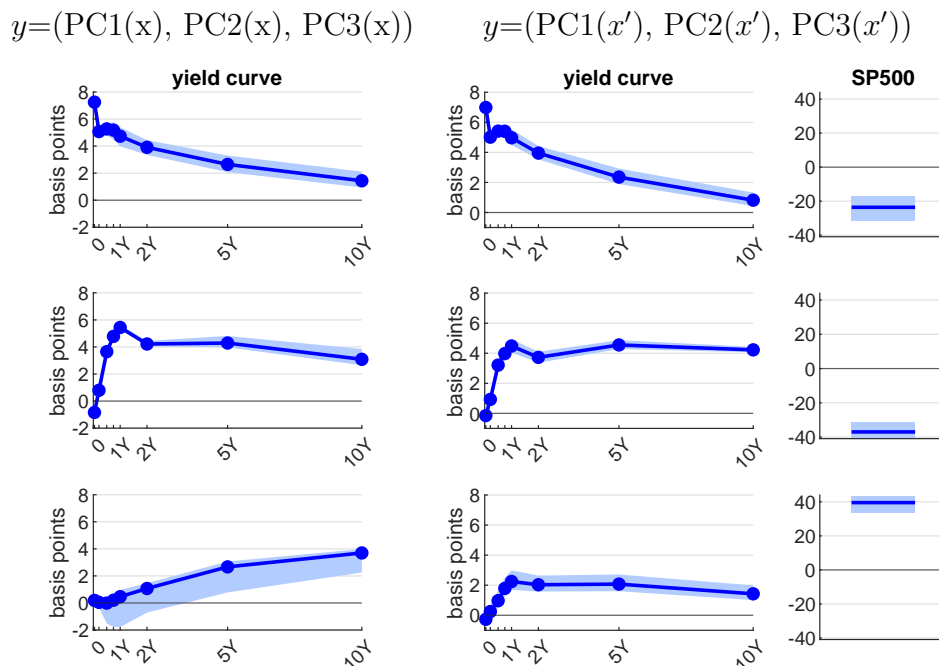 y=(PC1(x), PC2(x), PC3(x))
y=(PC1(x′), PC2(x′), PC3(x′))
yield curve
yield curve
SP500
basis points
8
6
4
2
0
-2
0
1Y
2Y
5Y
10Y
basis points
8
6
4
2
0
0
1Y
2Y
5Y
10Y
40
20
0
-20
-40
basis points
8
6
4
2
0
-2
0
1Y
2Y
5Y
10Y
basis points
8
6
4
2
0
0
1Y
2Y
5Y
10Y
40
20
0
-20
-40
basis points
8
6
4
2
0
-2
0
1Y
2Y
5Y
10Y
basis points
8
6
4
2
0
0
1Y
2Y
5Y
10Y
40
20
0
-20
-40